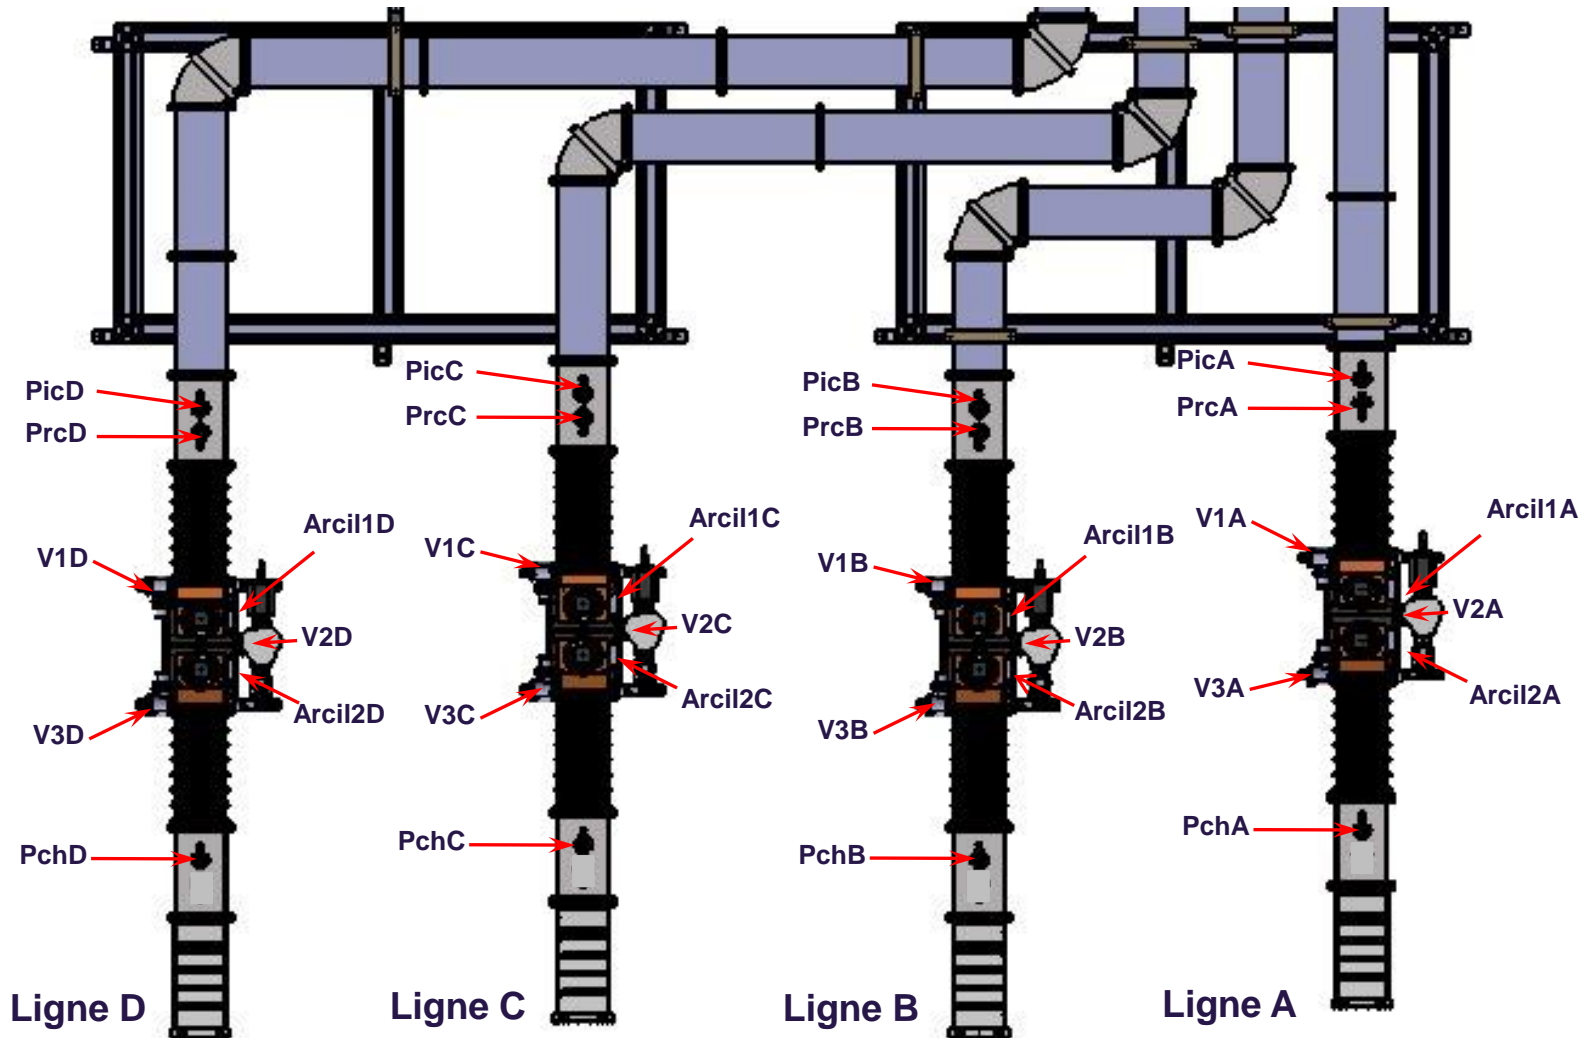 PicD
PrcD
Arcil1D
V1D
V2D
Arcil2D
V3D
PchD
Ligne D
PicC
PrcC
Arcil1C
V1C
V2C
Arcil2C
V3C
PchC
Ligne C
PicB
PrcB
Arcil1B
V1B
V2B
Arcil2B
V3B
PchB
Ligne B
PicA
PrcA
Arcil1A
V1A
V2A
V3A
Arcil2A
PchA
Ligne A